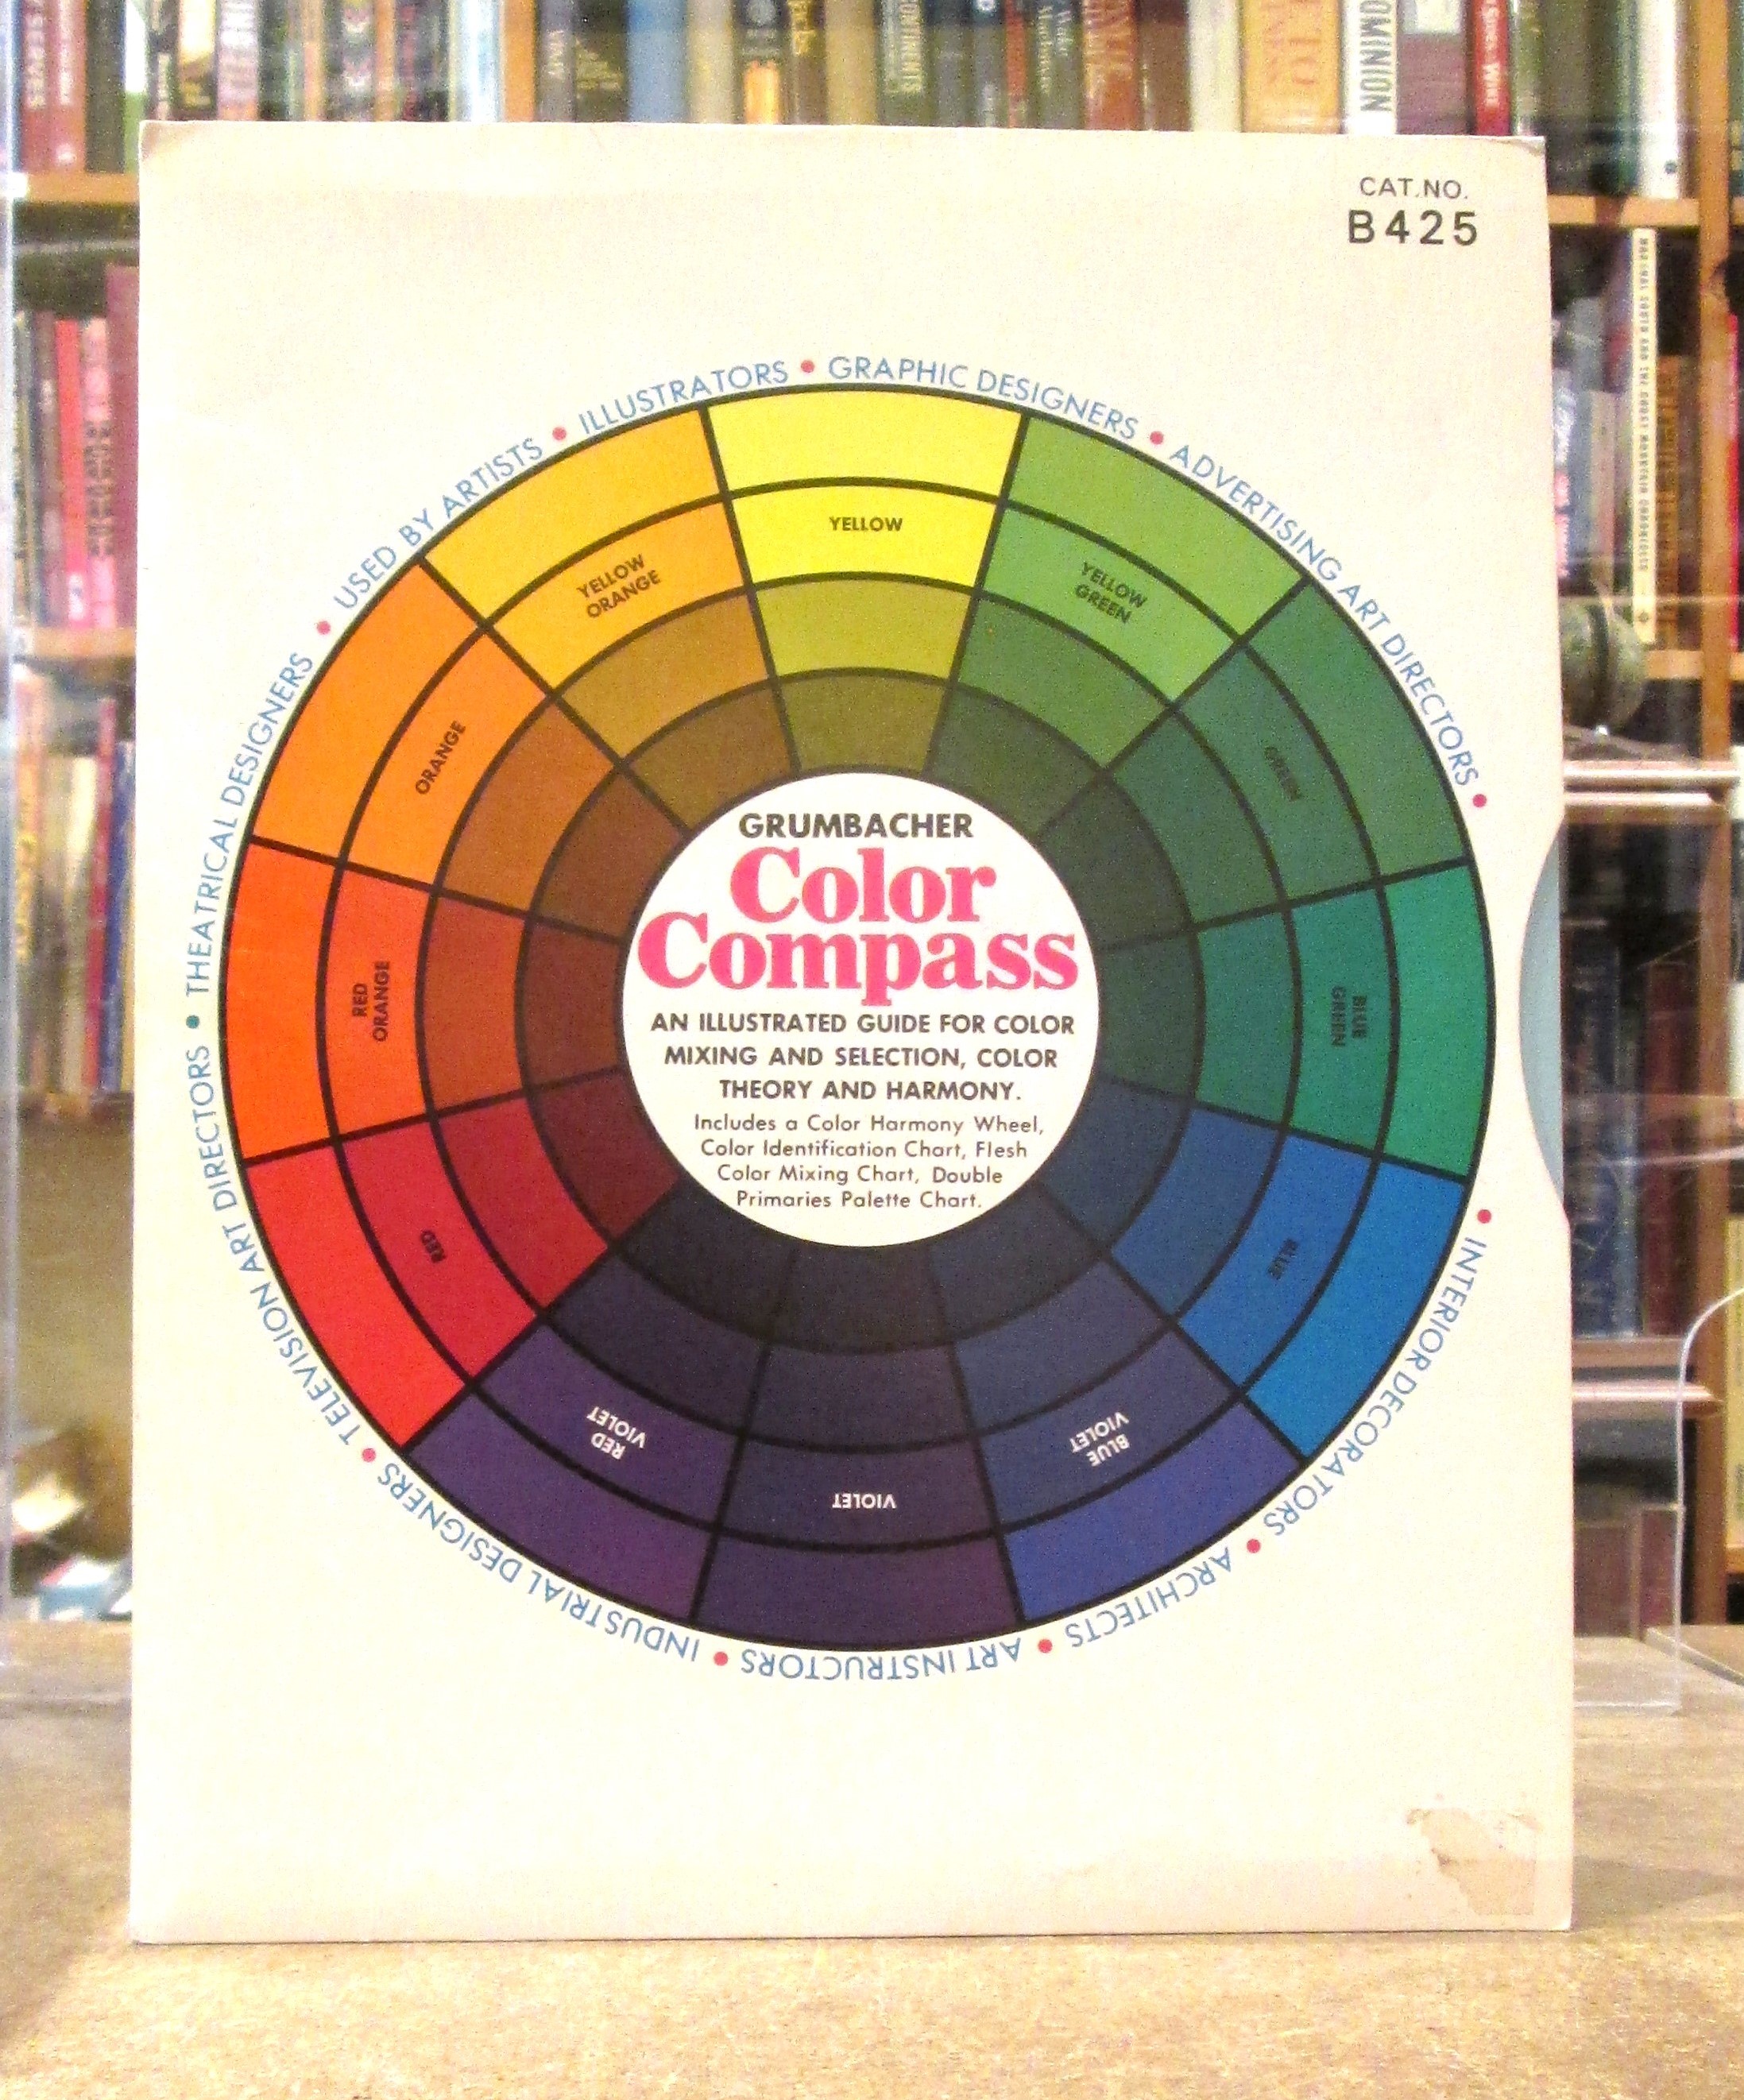 CAT.NO.
B425
USED BY ARTISTS • ILLUSTRATORS • GRAPHIC DESIGNERS • ADVERTISING ART DIRECTORS • INTERIOR DECORATORS • ARCHITECTS • ART INSTRUCTORS • INDUSTRIAL DESIGNERS • TELEVISION ART DIRECTORS • THEATRICAL DESIGNERS •
YELLOW
YELLOW
GREEN
GREEN
BLUE
GREEN
BLUE
BLUE
VIOLET
VIOLET
RED
VIOLET
RED
RED
ORANGE
ORANGE
YELLOW
ORANGE
GRUMBACHER
Color
Compass
AN ILLUSTRATED GUIDE FOR COLOR
MIXING AND SELECTION, COLOR
THEORY AND HARMONY.
Includes a Color Harmony Wheel,
Color Identification Chart, Flesh
Color Mixing Chart, Double
Primaries Palette Chart.
OMINION